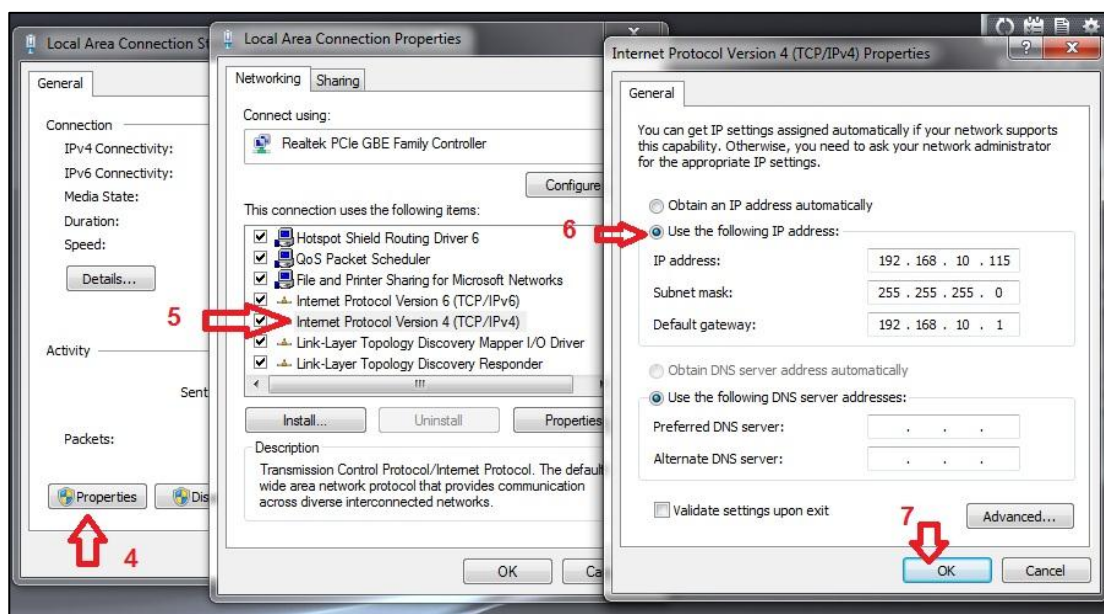 Local Area Connection St
General
Connection
IPv4 Connectivity:
IPv6 Connectivity:
Media State:
Duration:
Speed:
Details...
Activity
Sent
Packets:
Properties
Dis
4
Local Area Connection Properties
Networking
Sharing
Connect using:
Realtek PCIe GBE Family Controller
Configure
This connection uses the following items:
Hotspot Shield Routing Driver 6
QoS Packet Scheduler
File and Printer Sharing for Microsoft Networks
Internet Protocol Version 6 (TCP/IPv6)
5
Internet Protocol Version 4 (TCP/IPv4)
Link-Layer Topology Discovery Mapper I/O Driver
Link-Layer Topology Discovery Responder
Install...
Uninstall
Properties
Description
Transmission Control Protocol/Internet Protocol. The default
wide area network protocol that provides communication
across diverse interconnected networks.
OK
Ca
Internet Protocol Version 4 (TCP/IPv4) Properties
General
You can get IP settings assigned automatically if your network supports
this capability. Otherwise, you need to ask your network administrator
for the appropriate IP settings.
Obtain an IP address automatically
6
Use the following IP address:
IP address: 192 . 168 . 10 . 115
Subnet mask: 255 . 255 . 255 . 0
Default gateway: 192 . 168 . 10 . 1
Obtain DNS server address automatically
Use the following DNS server addresses:
Preferred DNS server: . . .
Alternate DNS server: . . .
Validate settings upon exit
7
Advanced...
OK
Cancel